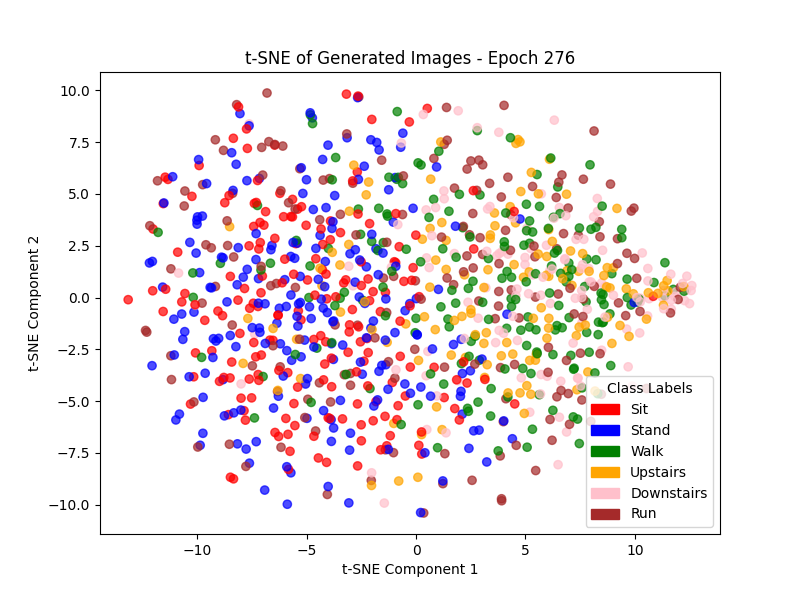 t-SNE of Generated Images - Epoch 276
t-SNE Component 2
10.0
7.5
5.0
2.5
0.0
−2.5
−5.0
−7.5
−10.0
Class Labels
Sit
Stand
Walk
Upstairs
Downstairs
Run
−10
−5
0
5
10
t-SNE Component 1